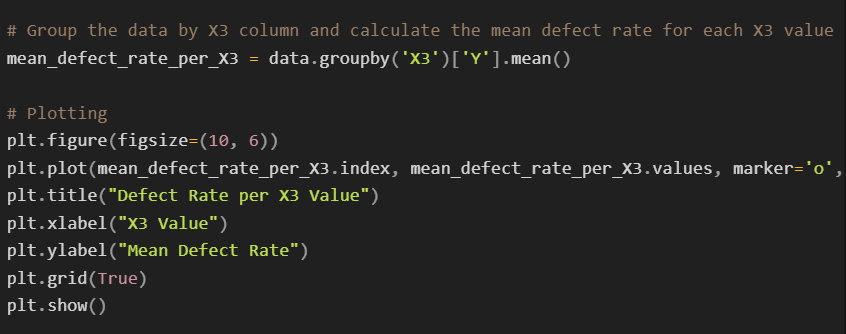 # Group the data by X3 column and calculate the mean defect rate for each X3 value
mean_defect_rate_per_X3 = data.groupby('X3')['Y'].mean()
# Plotting
plt.figure(figsize=(10, 6))
plt.plot(mean_defect_rate_per_X3.index, mean_defect_rate_per_X3.values, marker='o',
plt.title("Defect Rate per X3 Value")
plt.xlabel("X3 Value")
plt.ylabel("Mean Defect Rate")
plt.grid(True)
plt.show()